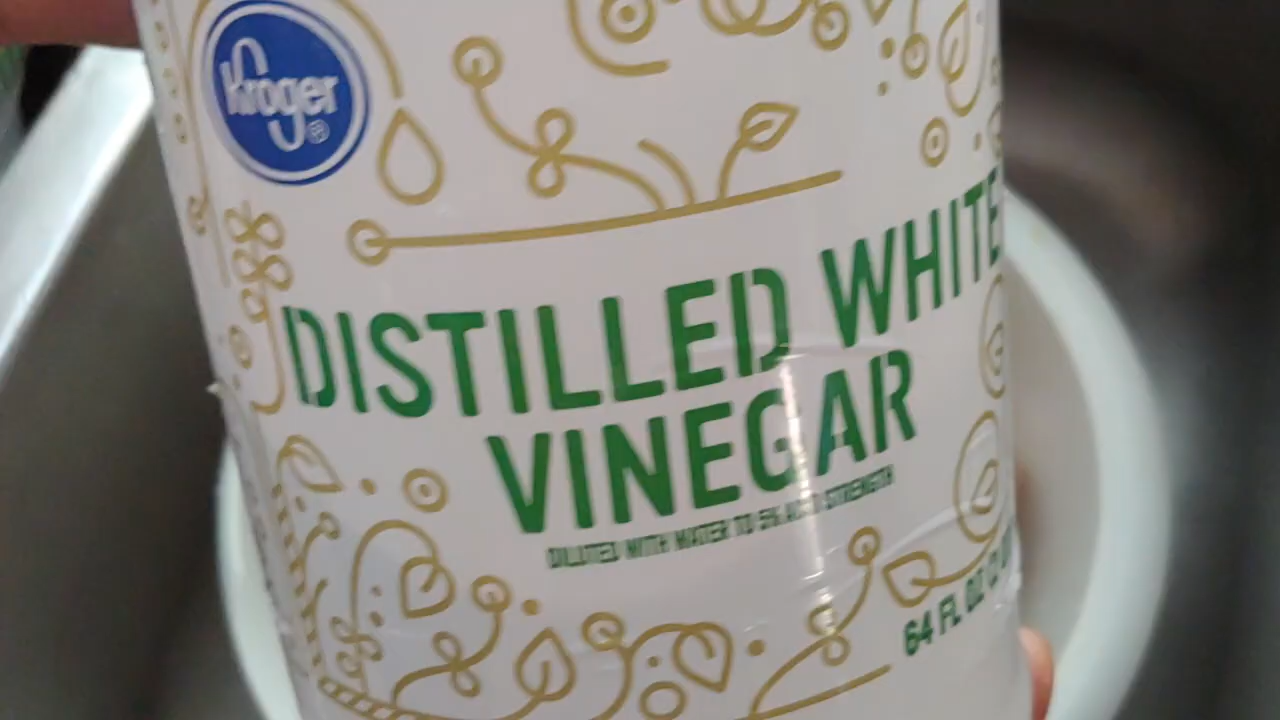 Kroger®
DISTILLED WHITE
VINEGAR
DILUTED WITH WATER TO 5% ACID STRENGTH
64 FL OZ